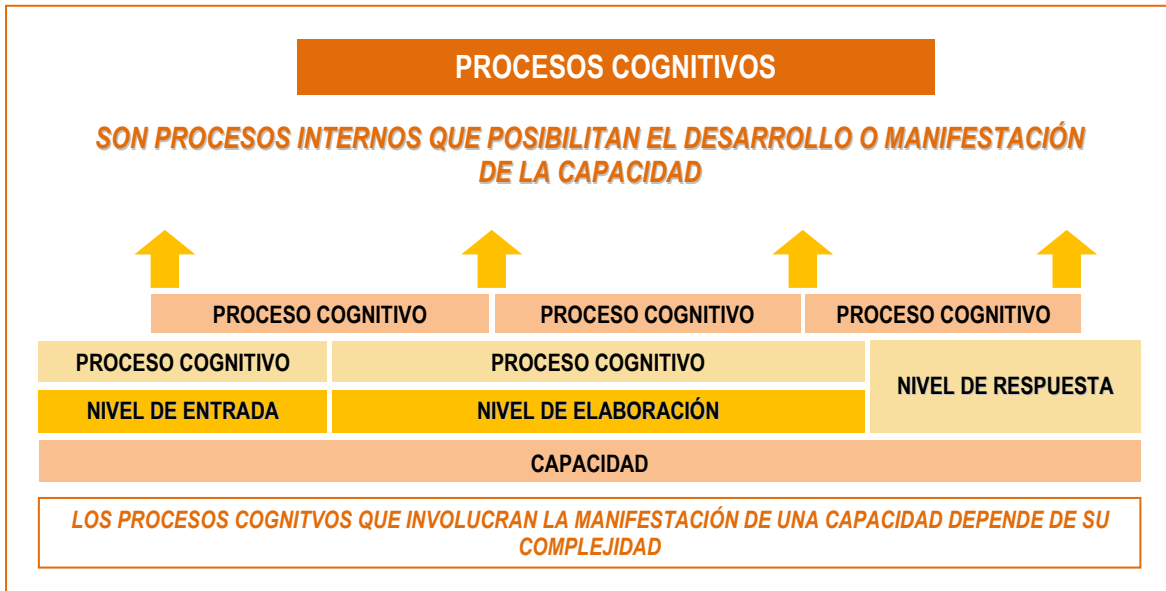 PROCESOS COGNITIVOS
SON PROCESOS INTERNOS QUE POSIBILITAN EL DESARROLLO O MANIFESTACIÓN
DE LA CAPACIDAD
PROCESO COGNITIVO
PROCESO COGNITIVO
PROCESO COGNITIVO
PROCESO COGNITIVO
PROCESO COGNITIVO
NIVEL DE RESPUESTA
NIVEL DE ENTRADA
NIVEL DE ELABORACIÓN
CAPACIDAD
LOS PROCESOS COGNITVOS QUE INVOLUCRAN LA MANIFESTACIÓN DE UNA CAPACIDAD DEPENDE DE SU
COMPLEJIDAD